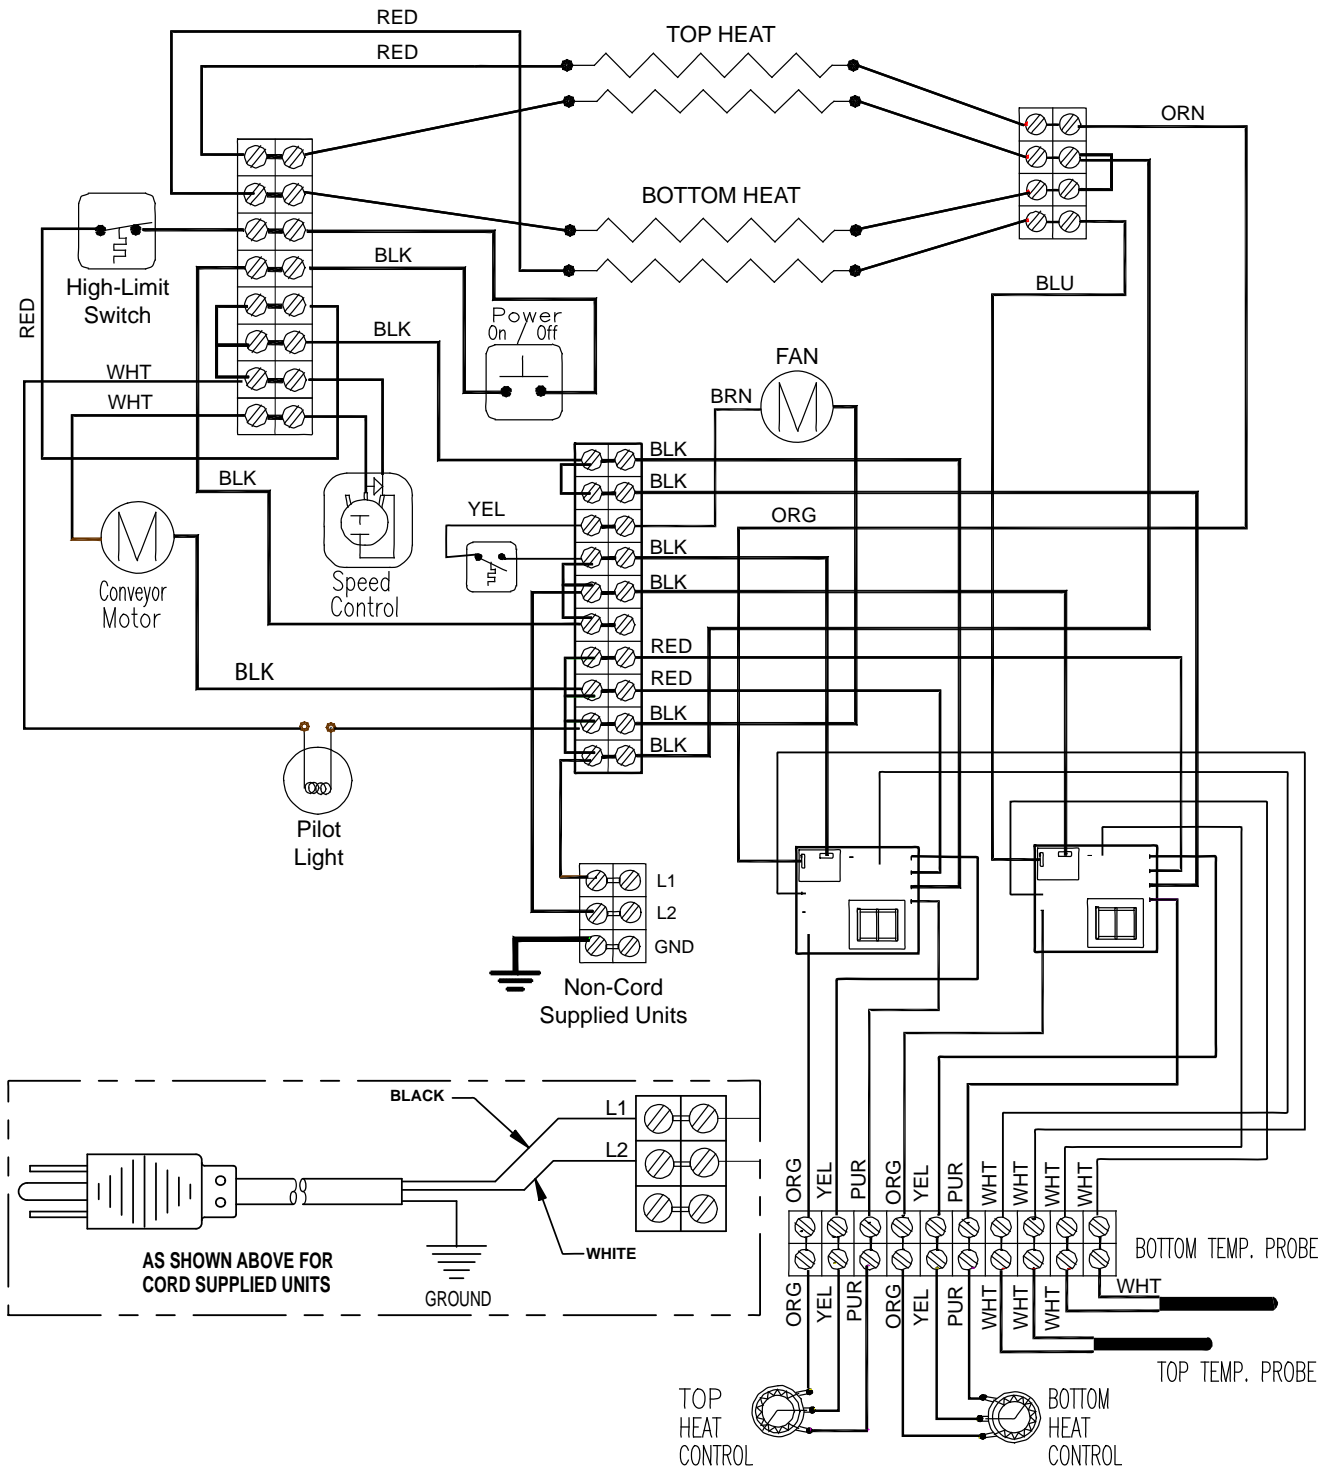 RED
TOP HEAT
RED
ORN
BOTTOM HEAT
BLK
High-Limit
Switch
BLU
RED
Power
On / Off
BLK
FAN
WHT
BRN
WHT
BLK
BLK
BLK
YEL
ORG
BLK
Speed
Control
BLK
Conveyor
Motor
RED
BLK
RED
BLK
BLK
Pilot
Light
L1
L2
GND
Non-Cord
Supplied Units
BLACK
L1
L2
WHITE
AS SHOWN ABOVE FOR
CORD SUPPLIED UNITS
GROUND
ORG
YEL
PUR
ORG
YEL
PUR
WHT
WHT
WHT
WHT
BOTTOM TEMP. PROBE
ORG
YEL
PUR
ORG
YEL
PUR
WHT
WHT
WHT
WHT
TOP TEMP. PROBE
TOP
HEAT
CONTROL
BOTTOM
HEAT
CONTROL